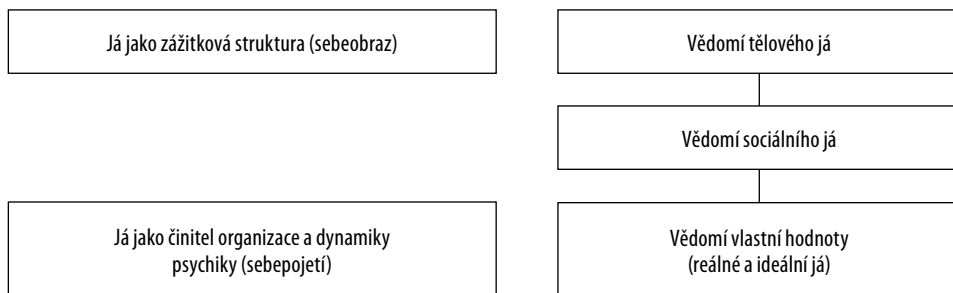 Já jako zážitková struktura (sebeobraz)
Vědomí tělového já
Vědomí sociálního já
Já jako činitel organizace a dynamiky
psychiky (sebepojetí)
Vědomí vlastní hodnoty
(reálné a ideální já)